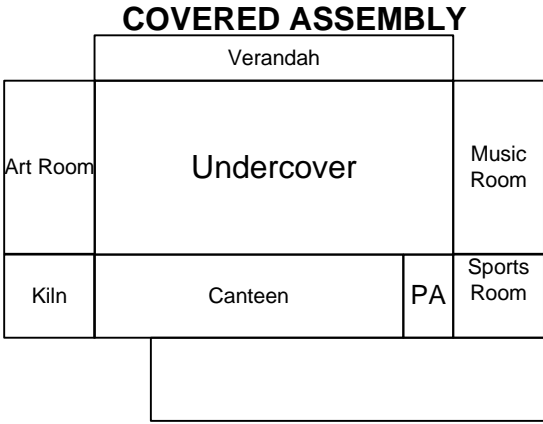 COVERED ASSEMBLY
Verandah
Art Room
Undercover
Music
Room
Kiln
Canteen
PA
Sports
Room